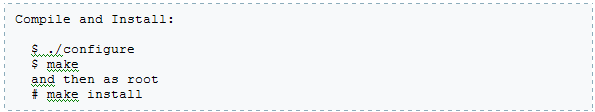 Compile and Install:
$ ./configure
$ make
and then as root
# make install